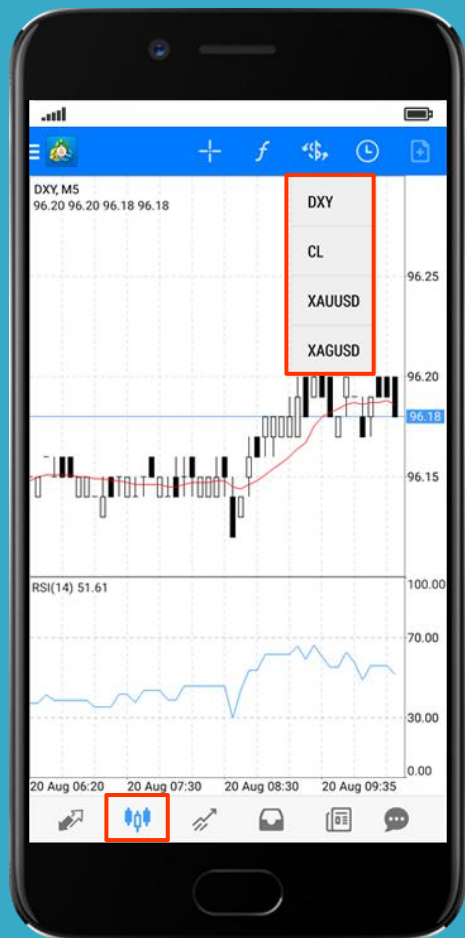 DXY, M5
96.20 96.20 96.18 96.18
DXY
CL
XAUUSD
XAGUSD
96.25
96.20
96.18
96.15
RSI(14) 51.61
100.00
70.00
30.00
0.00
20 Aug 06:20 20 Aug 07:30 20 Aug 08:30 20 Aug 09:35